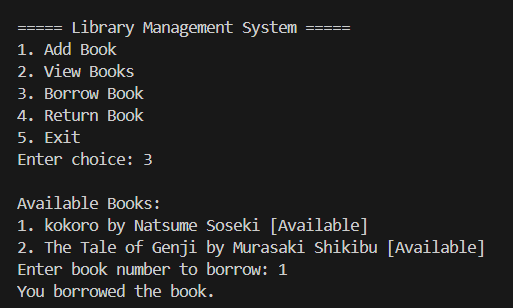 ===== Library Management System =====
1. Add Book
2. View Books
3. Borrow Book
4. Return Book
5. Exit
Enter choice: 3
Available Books:
1. kokoro by Natsume Soseki [Available]
2. The Tale of Genji by Murasaki Shikibu [Available]
Enter book number to borrow: 1
You borrowed the book.